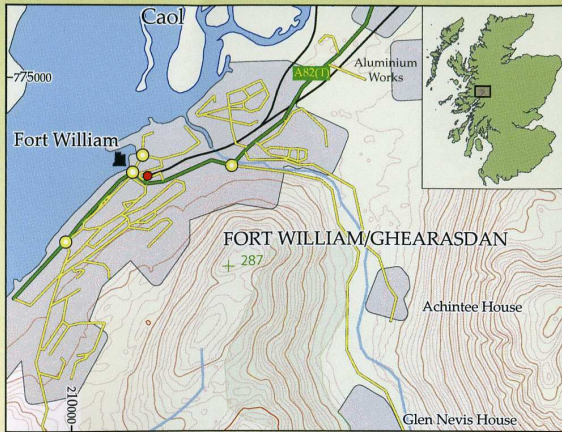 Caol
775000
A82(T)
Aluminium
Works
Fort William
FORT WILLIAM/GHEARASDAN
287
Achintee House
210000
Glen Nevis House